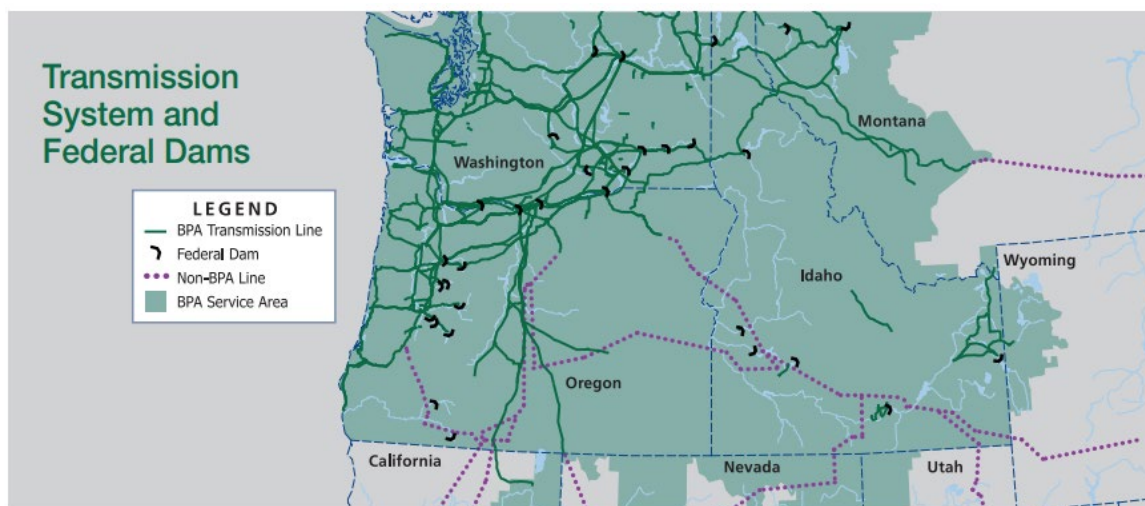 Transmission
System and
Federal Dams
LEGEND
BPA Transmission Line
Federal Dam
Non-BPA Line
BPA Service Area
Washington
Montana
Idaho
Wyoming
Oregon
California
Nevada
Utah